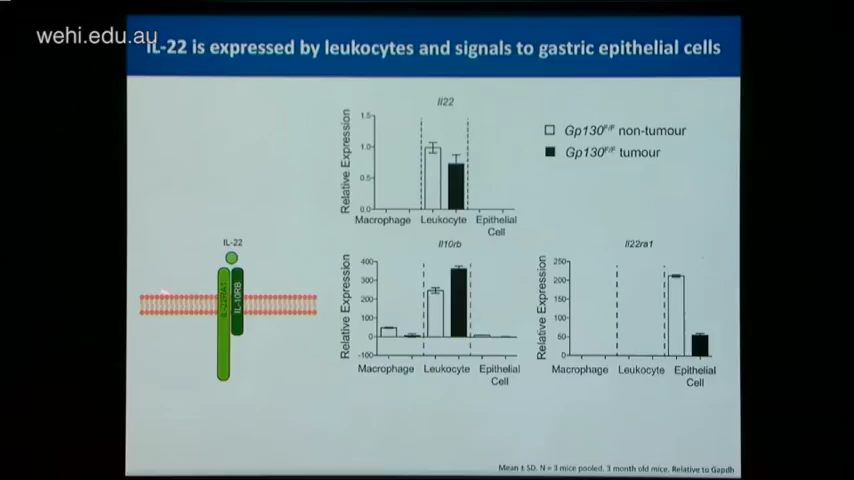 wehi.edu.au
IL-22 is expressed by leukocytes and signals to gastric epithelial cells
Il22
Relative Expression
1.5
1.0
0.5
0.0
Macrophage Leukocyte Epithelial Cell
Gp130F/F non-tumour
Gp130F/F tumour
IL-22
IL-22RA1
IL-10RB
Il10rb
Relative Expression
400
300
200
100
0
-100
Macrophage Leukocyte Epithelial Cell
Il22ra1
Relative Expression
250
200
150
100
50
0
Macrophage Leukocyte Epithelial Cell
Mean ± SD. N = 3 mice pooled. 3 month old mice. Relative to Gapdh